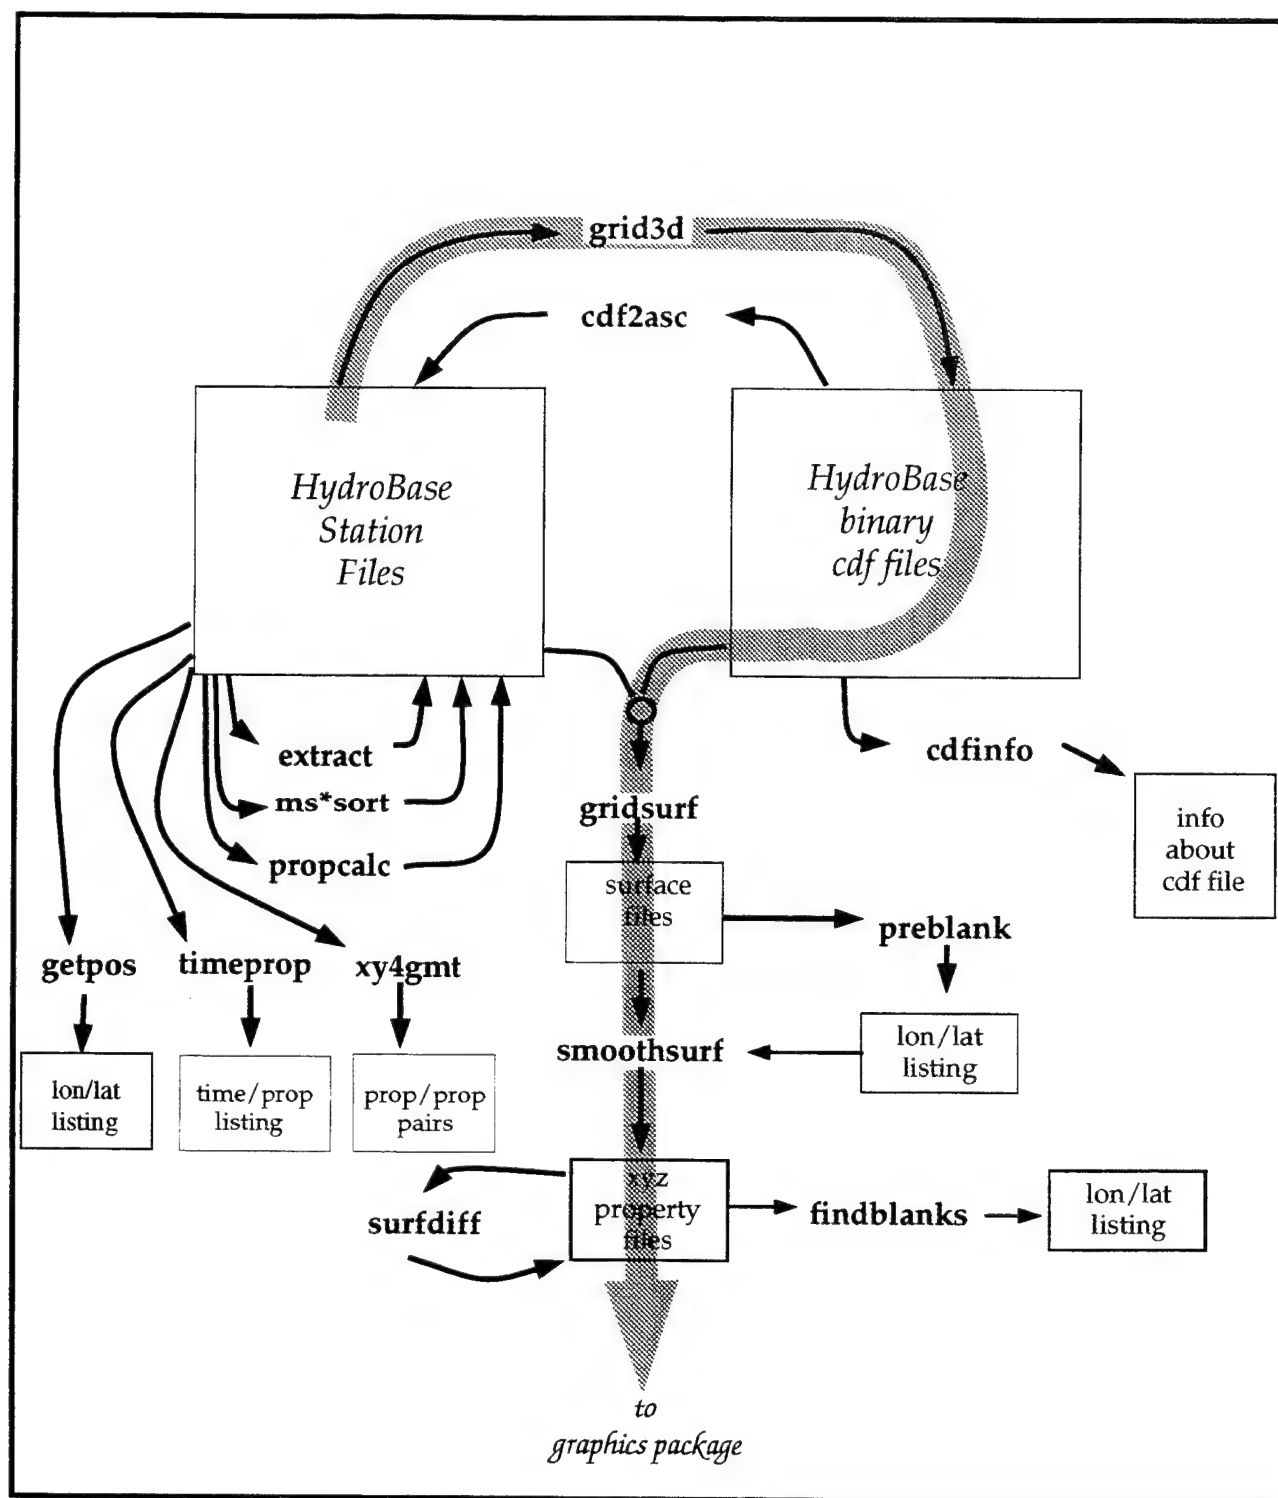 grid3d
cdf2asc
HydroBase
Station
Files
HydroBase
binary
cdf files
extract
ms*sort
propcalc
cdfinfo
info
about
cdf file
gridsurf
surface
files
preblank
getpos
timeprop
xy4gmt
lon/lat
listing
smoothsurf
lon/lat
listing
time/prop
listing
prop/prop
pairs
xyz
property
files
surfdiff
findblanks
lon/lat
listing
to
graphics package